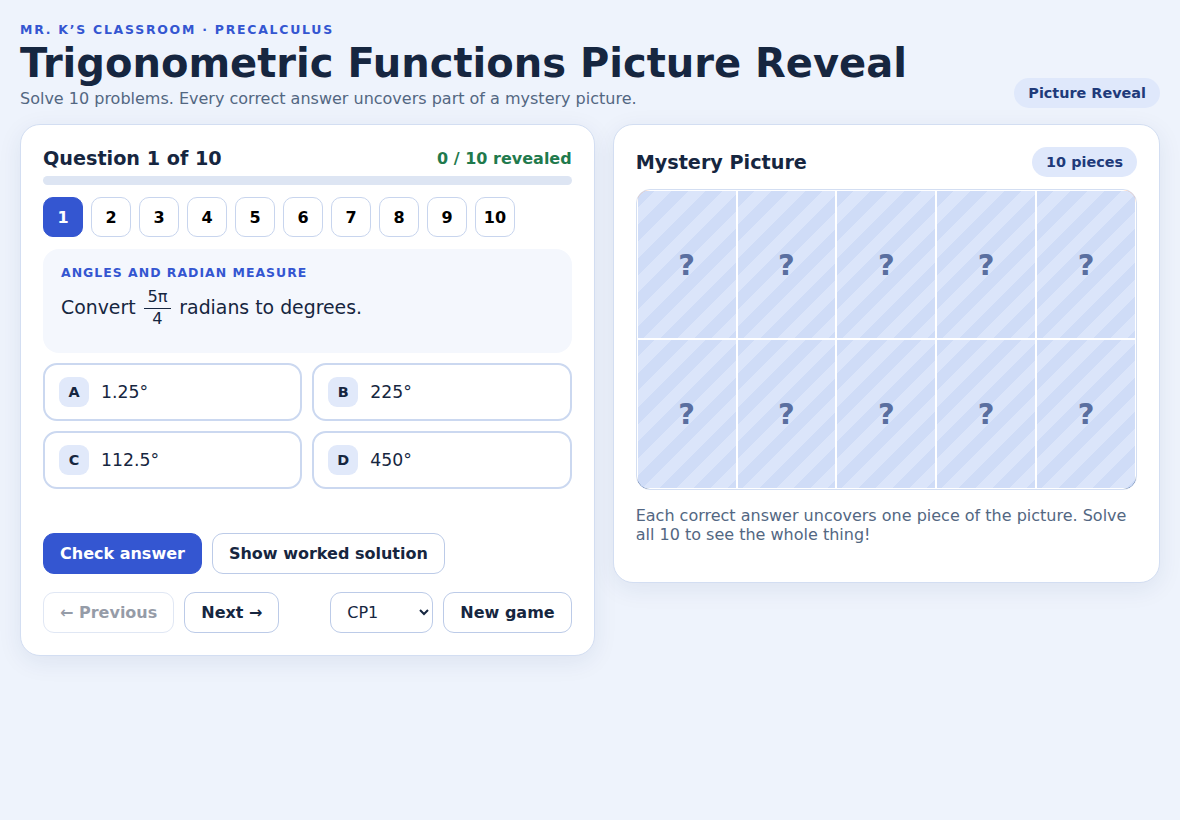 MR. K’S CLASSROOM · PRECALCULUS
Trigonometric Functions Picture Reveal
Solve 10 problems. Every correct answer uncovers part of a mystery picture.
Picture Reveal
Question 1 of 10
0 / 10 revealed
1 2 3 4 5 6 7 8 9 10
ANGLES AND RADIAN MEASURE
Convert 5π/4 radians to degrees.
A 1.25°
B 225°
C 112.5°
D 450°
Check answer
Show worked solution
← Previous
Next →
CP1
New game
Mystery Picture
10 pieces
? ? ? ? ?
? ? ? ? ?
Each correct answer uncovers one piece of the picture. Solve
all 10 to see the whole thing!